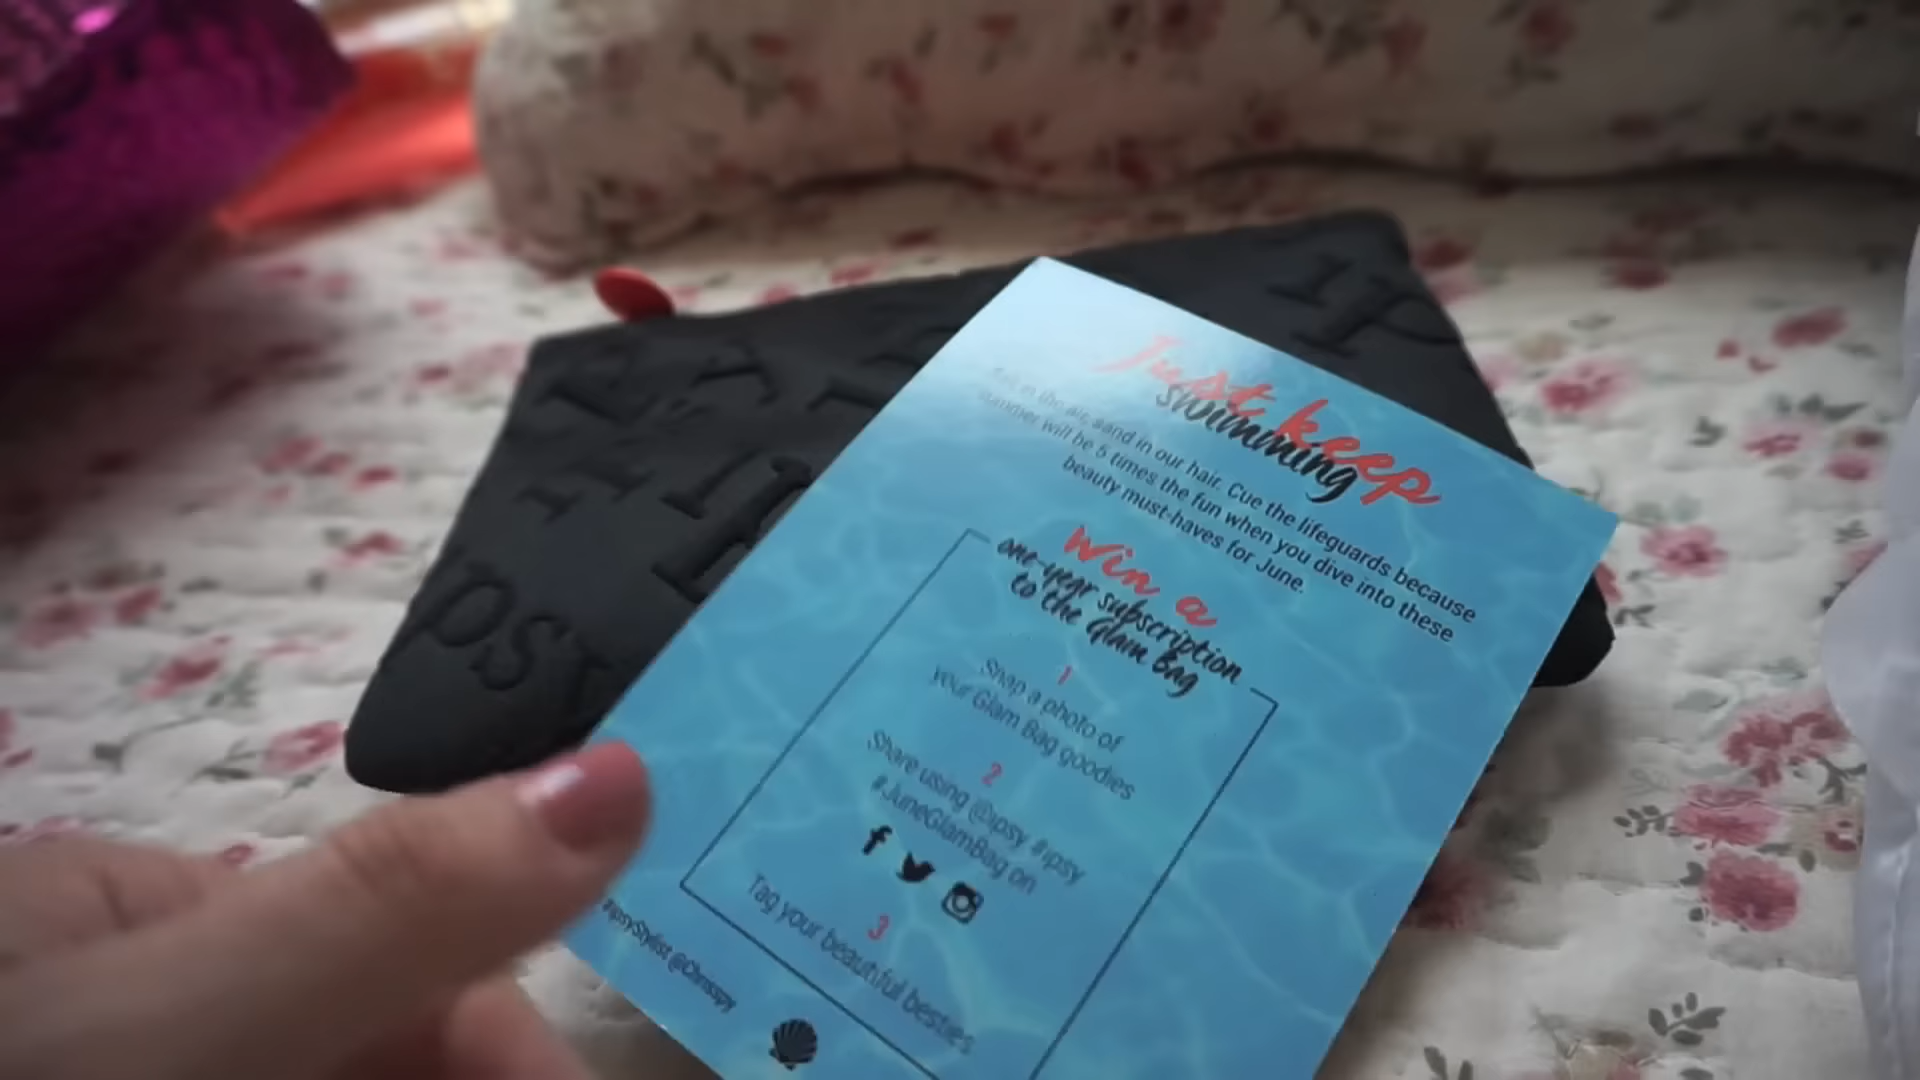 Just keep
swimming
in the air, sand in our hair. Cue the lifeguards because
summer will be 5 times the fun when you dive into these
beauty must-haves for June.
Win a
one-year subscription
to the Glam Bag
1
Snap a photo of
your Glam Bag goodies
2
Share using @ipsy #ipsy
#JuneGlamBag on
3
Tag your beautiful besties
#ipsyStylist @Chrisspy
ipsy